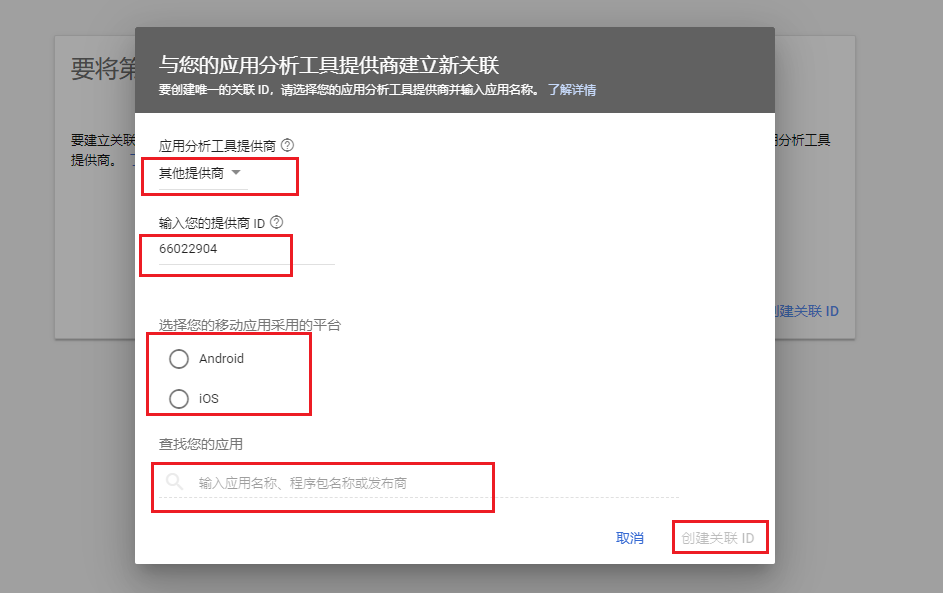 要将第
与您的应用分析工具提供商建立新关联
要创建唯一的关联 ID，请选择您的应用分析工具提供商并输入应用名称。 了解详情
要建立关联
分析工具
提供商。
应用分析工具提供商
其他提供商
输入您的提供商 ID
66022904
创建关联 ID
选择您的移动应用采用的平台
Android
iOS
查找您的应用
输入应用名称、程序包名称或发布商
取消
创建关联 ID